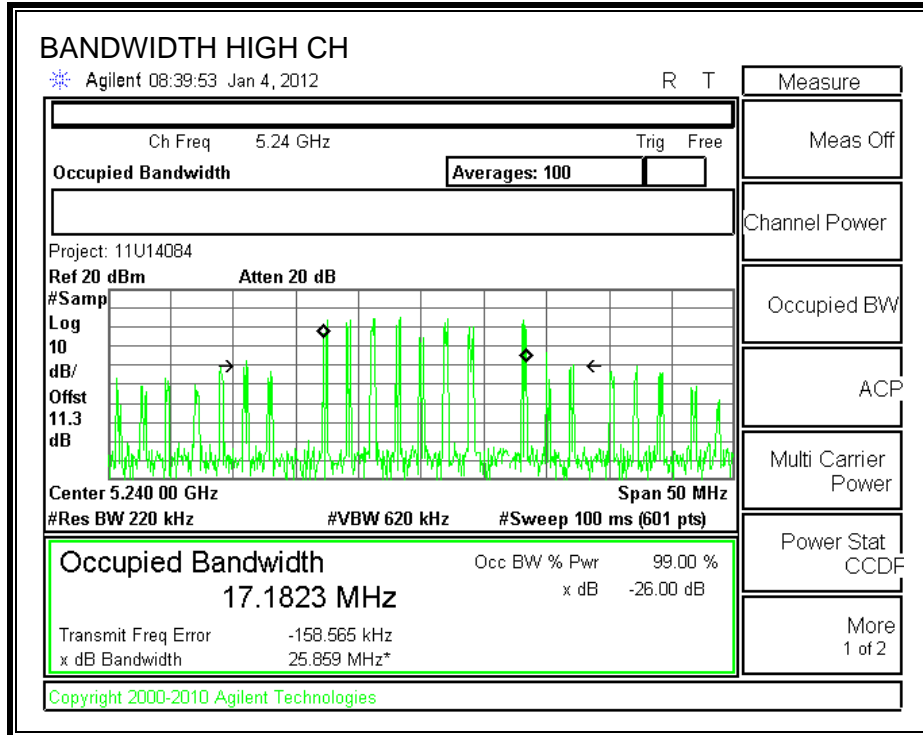 BANDWIDTH HIGH CH
Agilent 08:39:53 Jan 4, 2012 R T
Measure
Ch Freq 5.24 GHz Trig Free
Meas Off
Occupied Bandwidth Averages: 100
Channel Power
Project: 11U14084
Ref 20 dBm Atten 20 dB
#Samp
Log
10
dB/
Offst
11.3
dB
Occupied BW
ACP
Multi Carrier
Power
Center 5.240 00 GHz Span 50 MHz
#Res BW 220 kHz #VBW 620 kHz #Sweep 100 ms (601 pts)
Power Stat
CCDF
Occupied Bandwidth Occ BW % Pwr 99.00 %
17.1823 MHz x dB -26.00 dB
Transmit Freq Error -158.565 kHz
x dB Bandwidth 25.859 MHz*
More
1 of 2
Copyright 2000-2010 Agilent Technologies